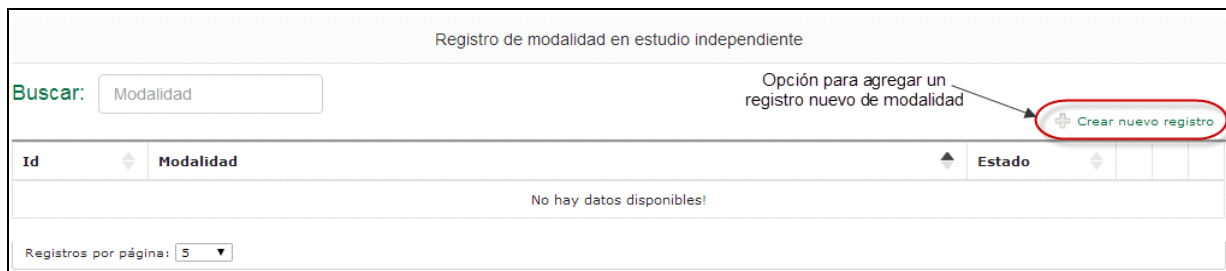 Registro de modalidad en estudio independiente
Buscar:
Modalidad
Opción para agregar un
registro nuevo de modalidad
Crear nuevo registro
Id Modalidad Estado
No hay datos disponibles!
Registros por página: 5